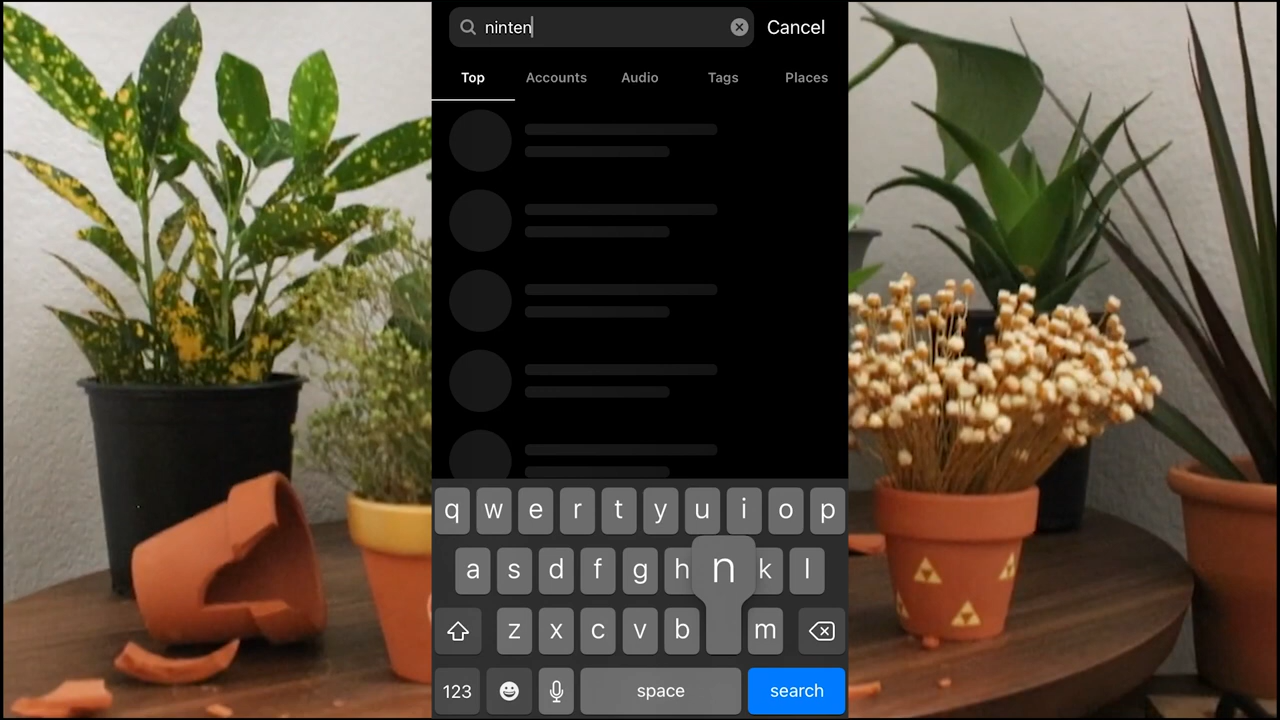 ninten
Cancel
Top Accounts Audio Tags Places
q w e r t y u i o p
a s d f g h n k l
z x c v b m
123 space search